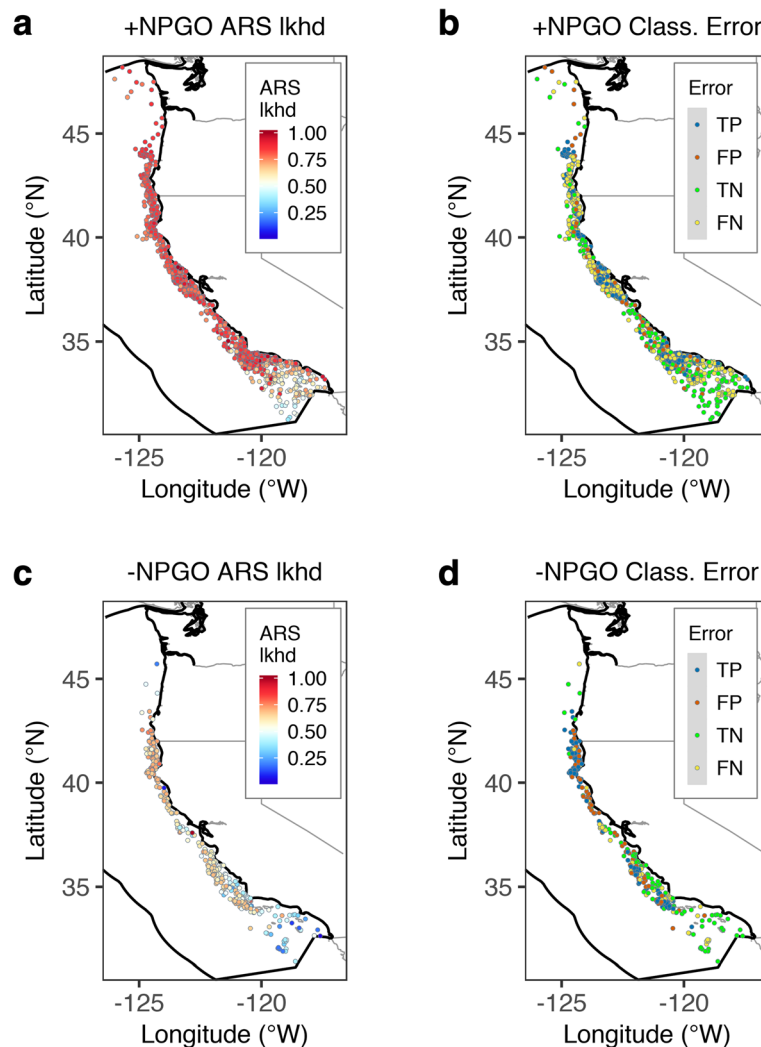 a
+NPGO ARS lkhd
ARS
lkhd
1.00
0.75
0.50
0.25
45
40
35
Latitude (°N)
-125
-120
Longitude (°W)
b
+NPGO Class. Error
Error
TP
FP
TN
FN
45
40
35
Latitude (°N)
-125
-120
Longitude (°W)
c
-NPGO ARS lkhd
ARS
lkhd
1.00
0.75
0.50
0.25
45
40
35
Latitude (°N)
-125
-120
Longitude (°W)
d
-NPGO Class. Error
Error
TP
FP
TN
FN
45
40
35
Latitude (°N)
-125
-120
Longitude (°W)